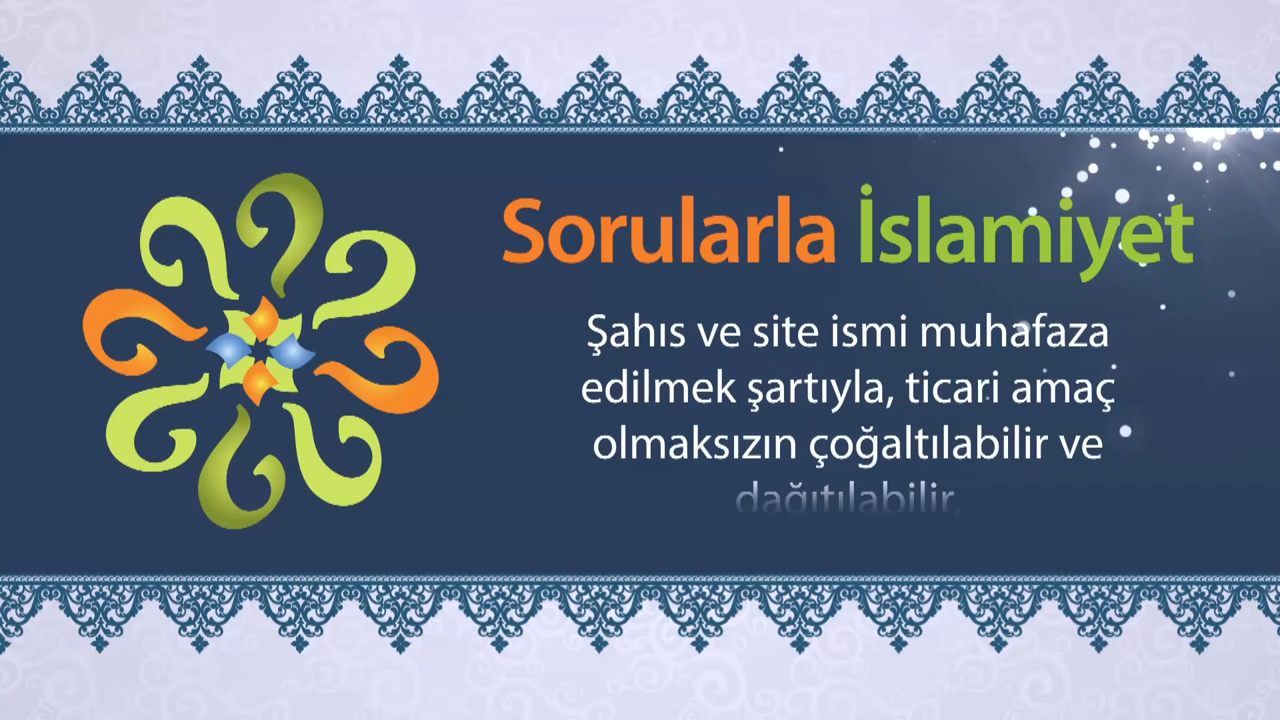 Sorularla İslamiyet
Şahıs ve site ismi muhafaza
edilmek şartıyla, ticari amaç
olmaksızın çoğaltılabilir ve
dağıtılabilir.